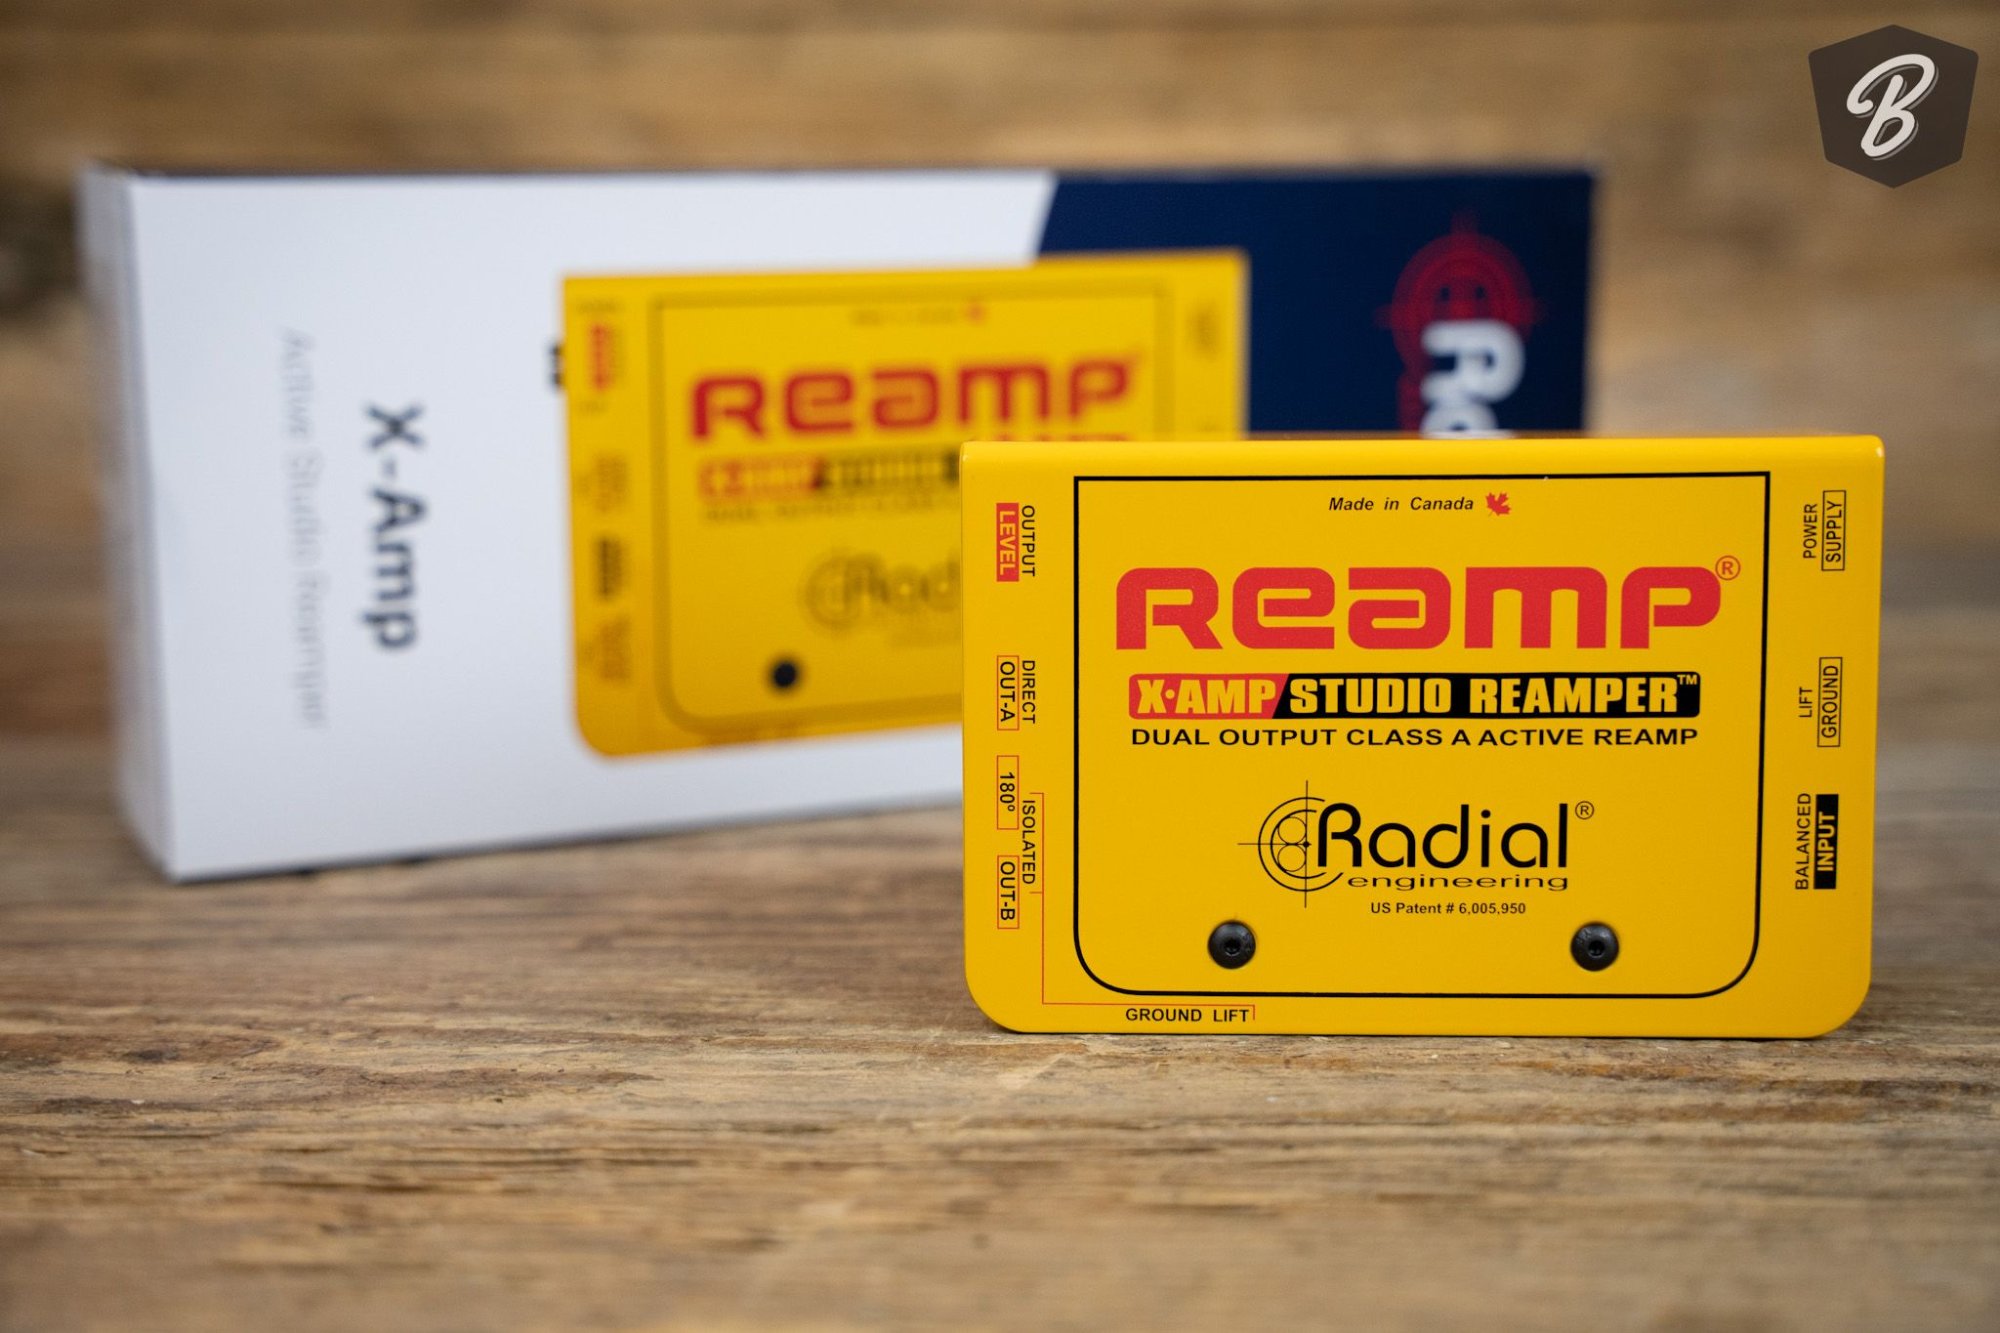 B
X-Amp
Active Studio Reamper
Reamp
Made in Canada
Reamp®
X·AMP STUDIO REAMPER™
DUAL OUTPUT CLASS A ACTIVE REAMP
Radial®
engineering
US Patent # 6,005,950
OUTPUT
LEVEL
DIRECT
OUT-A
180º
ISOLATED
OUT-B
GROUND LIFT
POWER
SUPPLY
LIFT
GROUND
BALANCED
INPUT